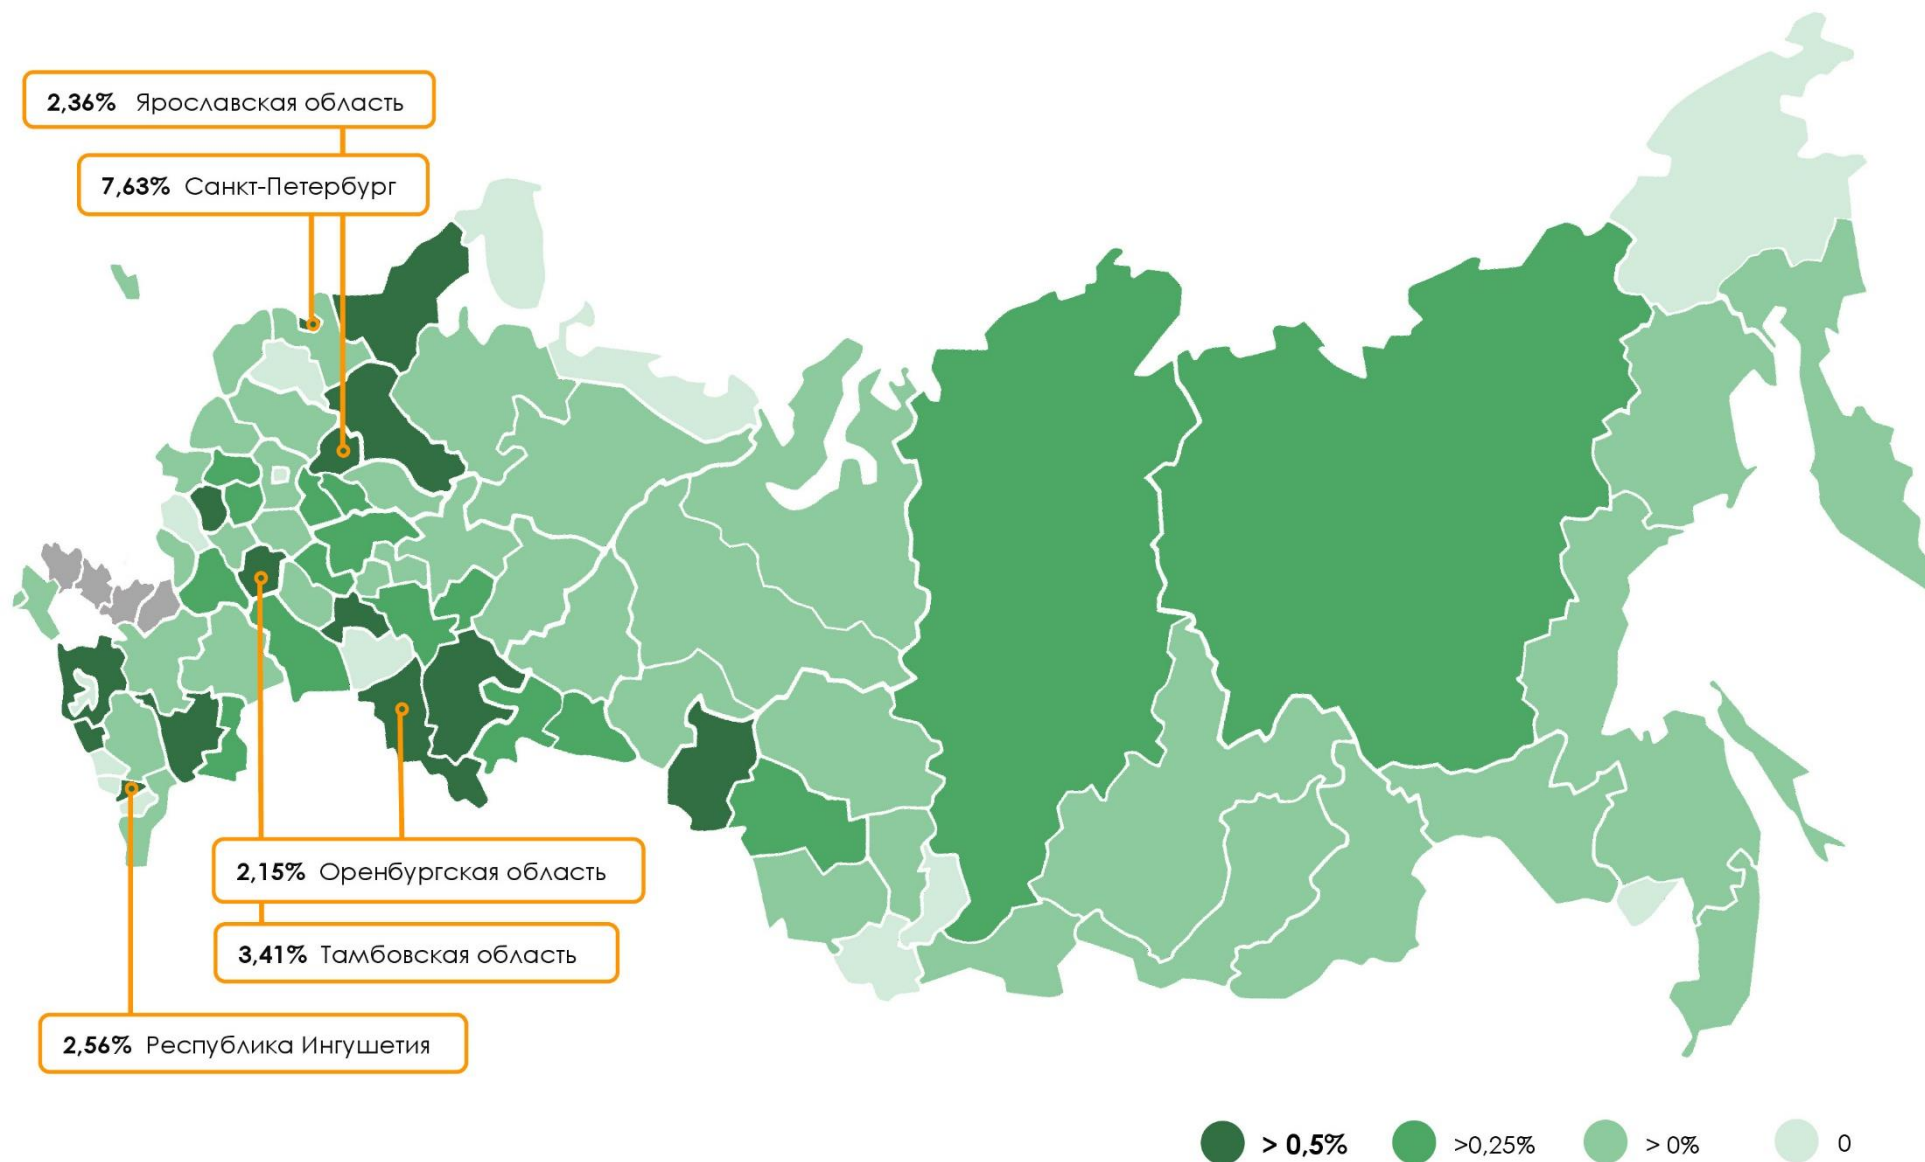 2,36% Ярославская область
7,63% Санкт-Петербург
2,15% Оренбургская область
3,41% Тамбовская область
2,56% Республика Ингушетия
> 0,5% >0,25% > 0% 0